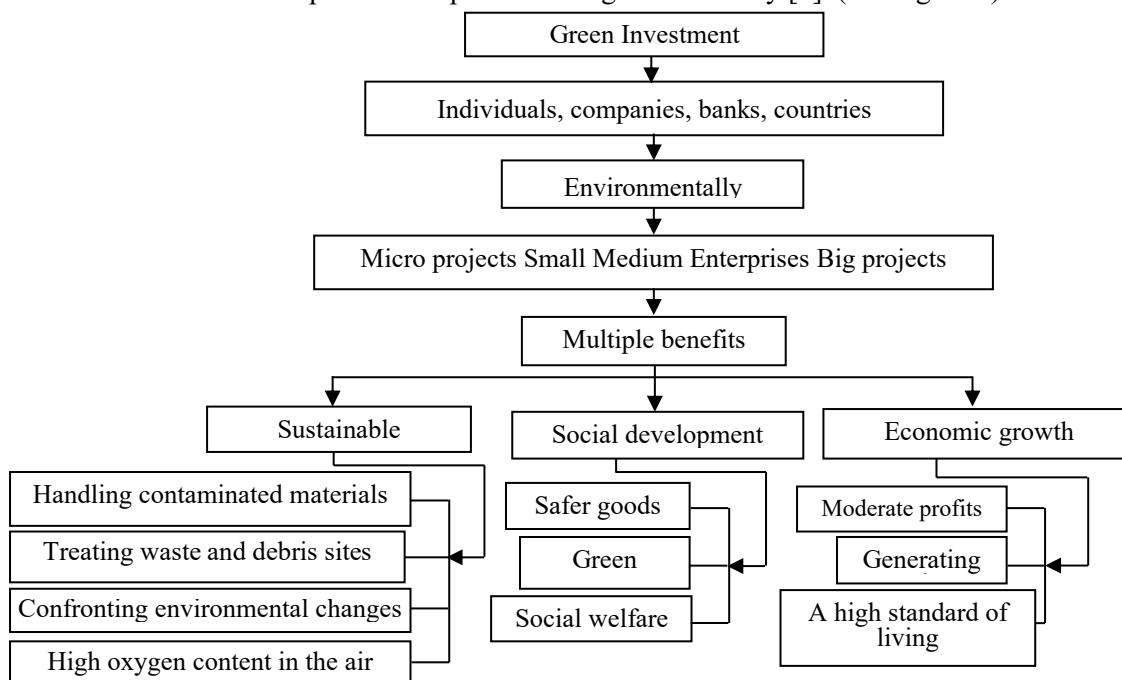 Green Investment
Individuals, companies, banks, countries
Environmentally
Micro projects Small Medium Enterprises Big projects
Multiple benefits
Sustainable
Social development
Economic growth
Handling contaminated materials
Treating waste and debris sites
Confronting environmental changes
High oxygen content in the air
Safer goods
Green
Social welfare
Moderate profits
Generating
A high standard of
living